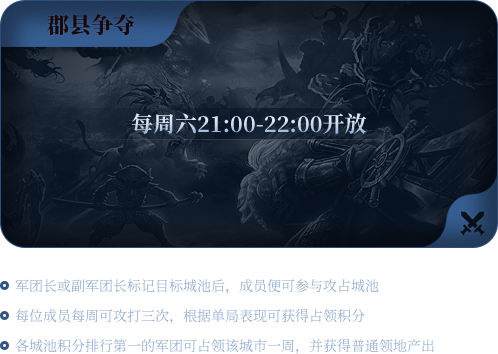 郡县争夺
每周六21:00-22:00开放
军团长或副军团长标记目标城池后，成员便可参与攻占城池
每位成员每周可攻打三次，根据单局表现可获得占领积分
各城池积分排行第一的军团可占领该城市一周，并获得普通领地产出